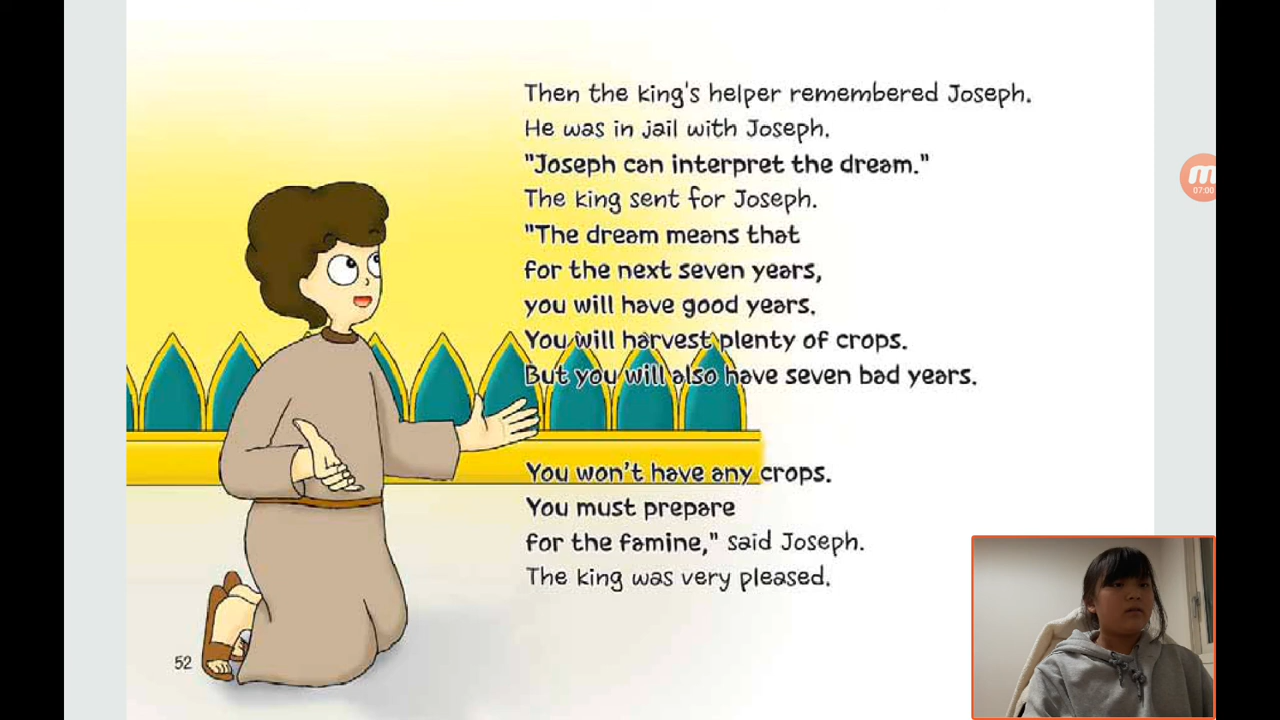 Then the king's helper remembered Joseph.
He was in jail with Joseph.
"Joseph can interpret the dream."
The king sent for Joseph.
"The dream means that
for the next seven years,
you will have good years.
You will harvest plenty of crops.
But you will also have seven bad years.
You won't have any crops.
You must prepare
for the famine," said Joseph.
The king was very pleased.
52
M
07:00